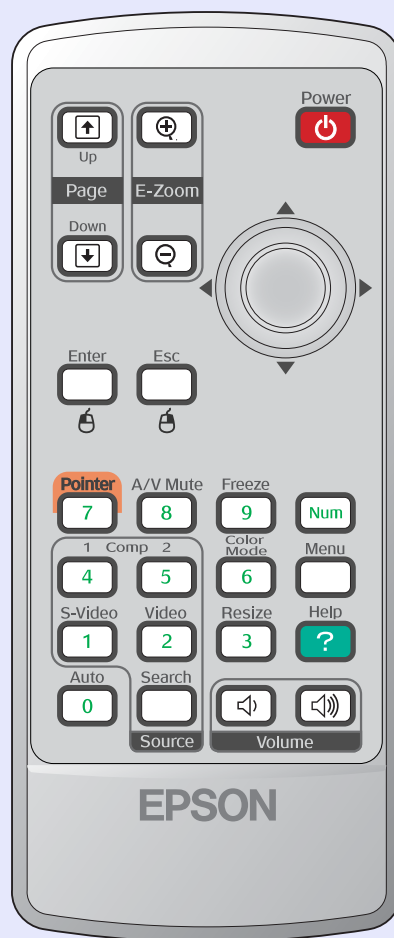 Power
Up
Page E-Zoom
Down
Enter Esc
Pointer A/V Mute Freeze
7 8 9 Num
1 Comp 2 Color Mode Menu
4 5 6
S-Video Video Resize Help
1 2 3 ?
Auto Search
0
Source Volume
EPSON